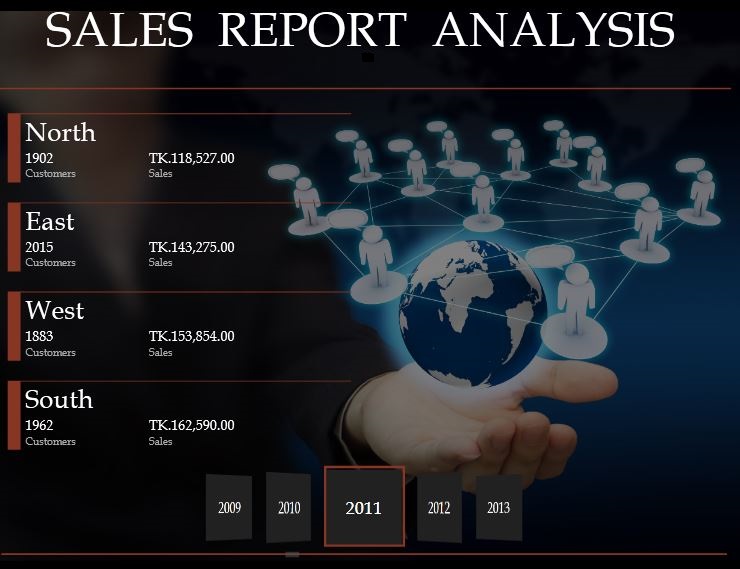 SALES REPORT ANALYSIS
North
1902 TK.118,527.00
Customers Sales
East
2015 TK.143,275.00
Customers Sales
West
1883 TK.153,854.00
Customers Sales
South
1962 TK.162,590.00
Customers Sales
2009 2010 2011 2012 2013